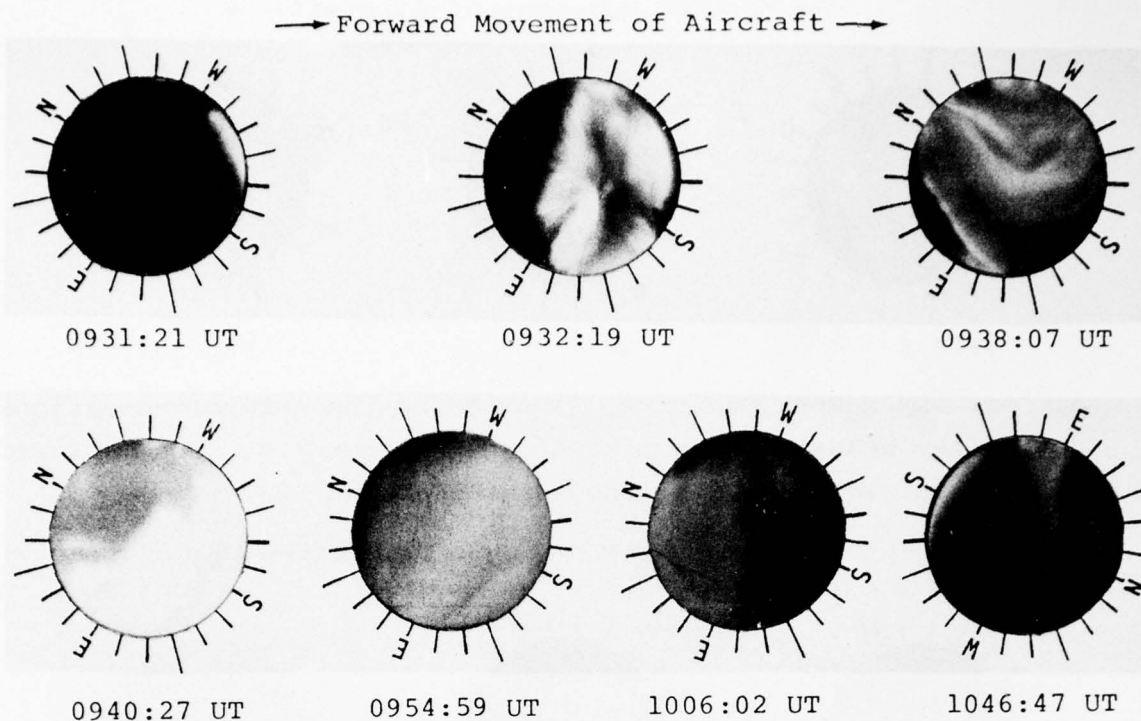 Forward Movement of Aircraft
N W S E
N W S E
N W S E
0931:21 UT 0932:19 UT 0938:07 UT
N W S E
N W S E
N W S E
S E N W
0940:27 UT 0954:59 UT 1006:02 UT 1046:47 UT